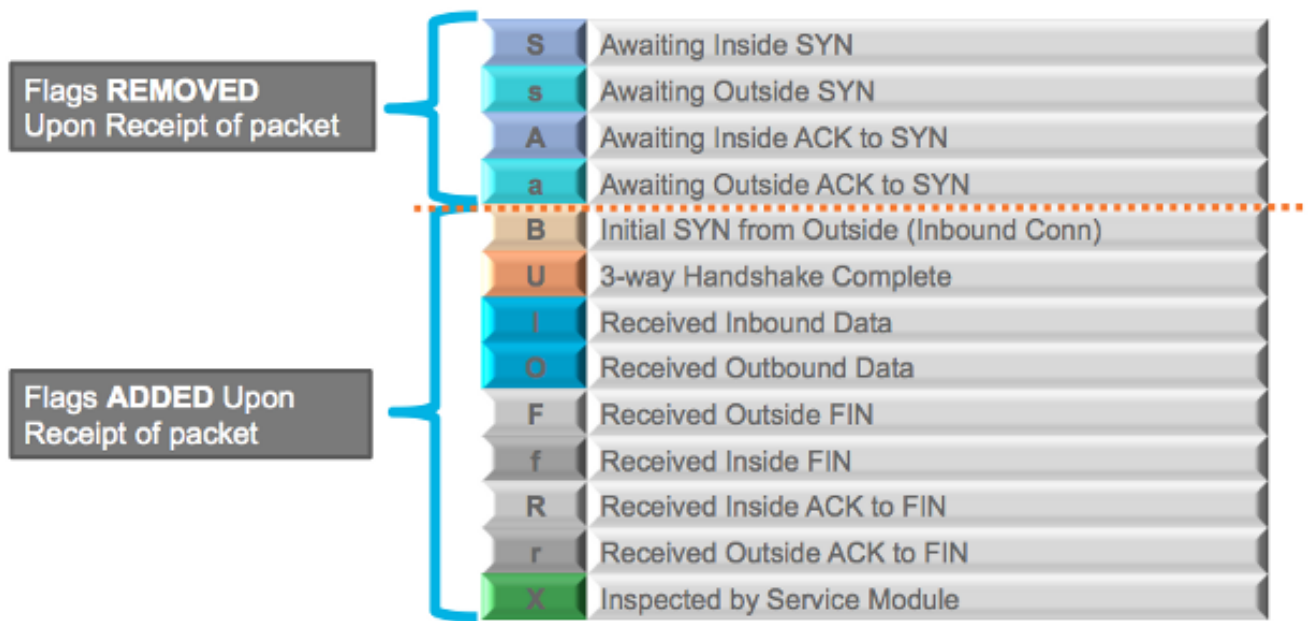 Flags REMOVED
Upon Receipt of packet
S Awaiting Inside SYN
s Awaiting Outside SYN
A Awaiting Inside ACK to SYN
a Awaiting Outside ACK to SYN
Flags ADDED Upon
Receipt of packet
B Initial SYN from Outside (Inbound Conn)
U 3-way Handshake Complete
I Received Inbound Data
O Received Outbound Data
F Received Outside FIN
f Received Inside FIN
R Received Inside ACK to FIN
r Received Outside ACK to FIN
X Inspected by Service Module